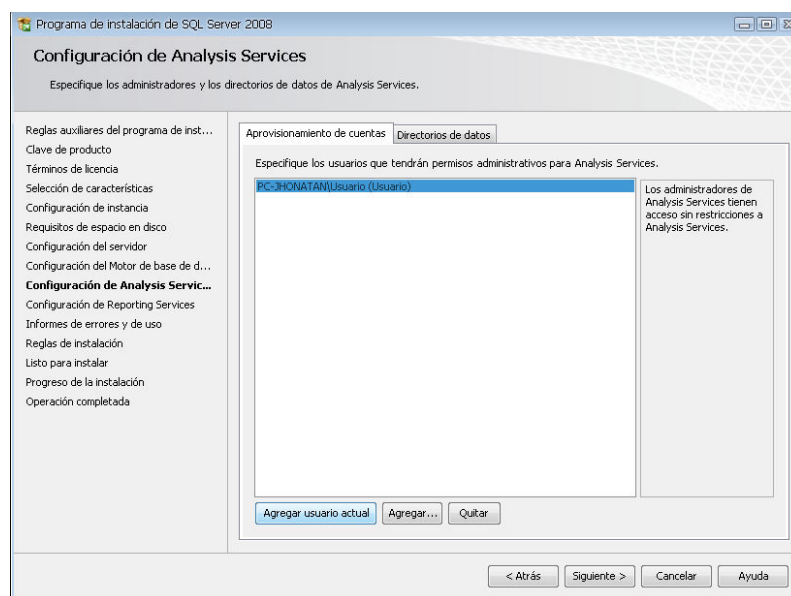 Programa de instalación de SQL Server 2008
Configuración de Analysis Services
Especifique los administradores y los directorios de datos de Analysis Services.
Reglas auxiliares del programa de inst...
Clave de producto
Términos de licencia
Selección de características
Configuración de instancia
Requisitos de espacio en disco
Configuración del servidor
Configuración del Motor de base de d...
Configuración de Analysis Servic...
Configuración de Reporting Services
Informes de errores y de uso
Reglas de instalación
Listo para instalar
Progreso de la instalación
Operación completada
Aprovisionamiento de cuentas
Directorios de datos
Especifique los usuarios que tendrán permisos administrativos para Analysis Services.
PC-JHONATAN\Usuario (Usuario)
Los administradores de
Analysis Services tienen
acceso sin restricciones a
Analysis Services.
Agregar usuario actual
Agregar...
Quitar
< Atrás
Siguiente >
Cancelar
Ayuda